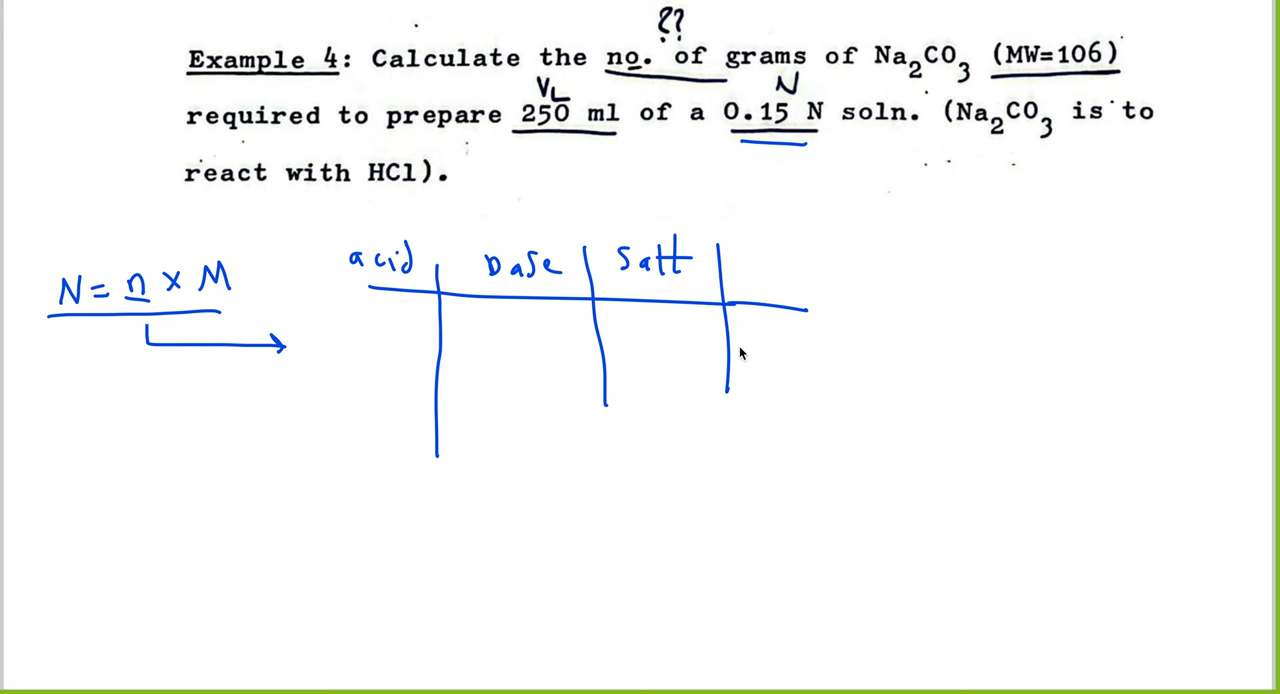 ??
Example 4: Calculate the no. of grams of Na₂CO₃ (MW=106)
VL N
required to prepare 250 ml of a 0.15 N soln. (Na₂CO₃ is to
react with HCl).
acid base Salt
N = n × M